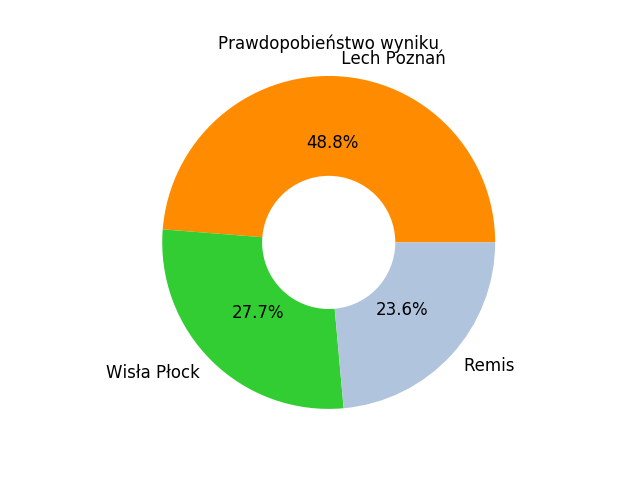 Prawdopobieństwo wyniku
Lech Poznań
48.8%
27.7%
23.6%
Remis
Wisła Płock